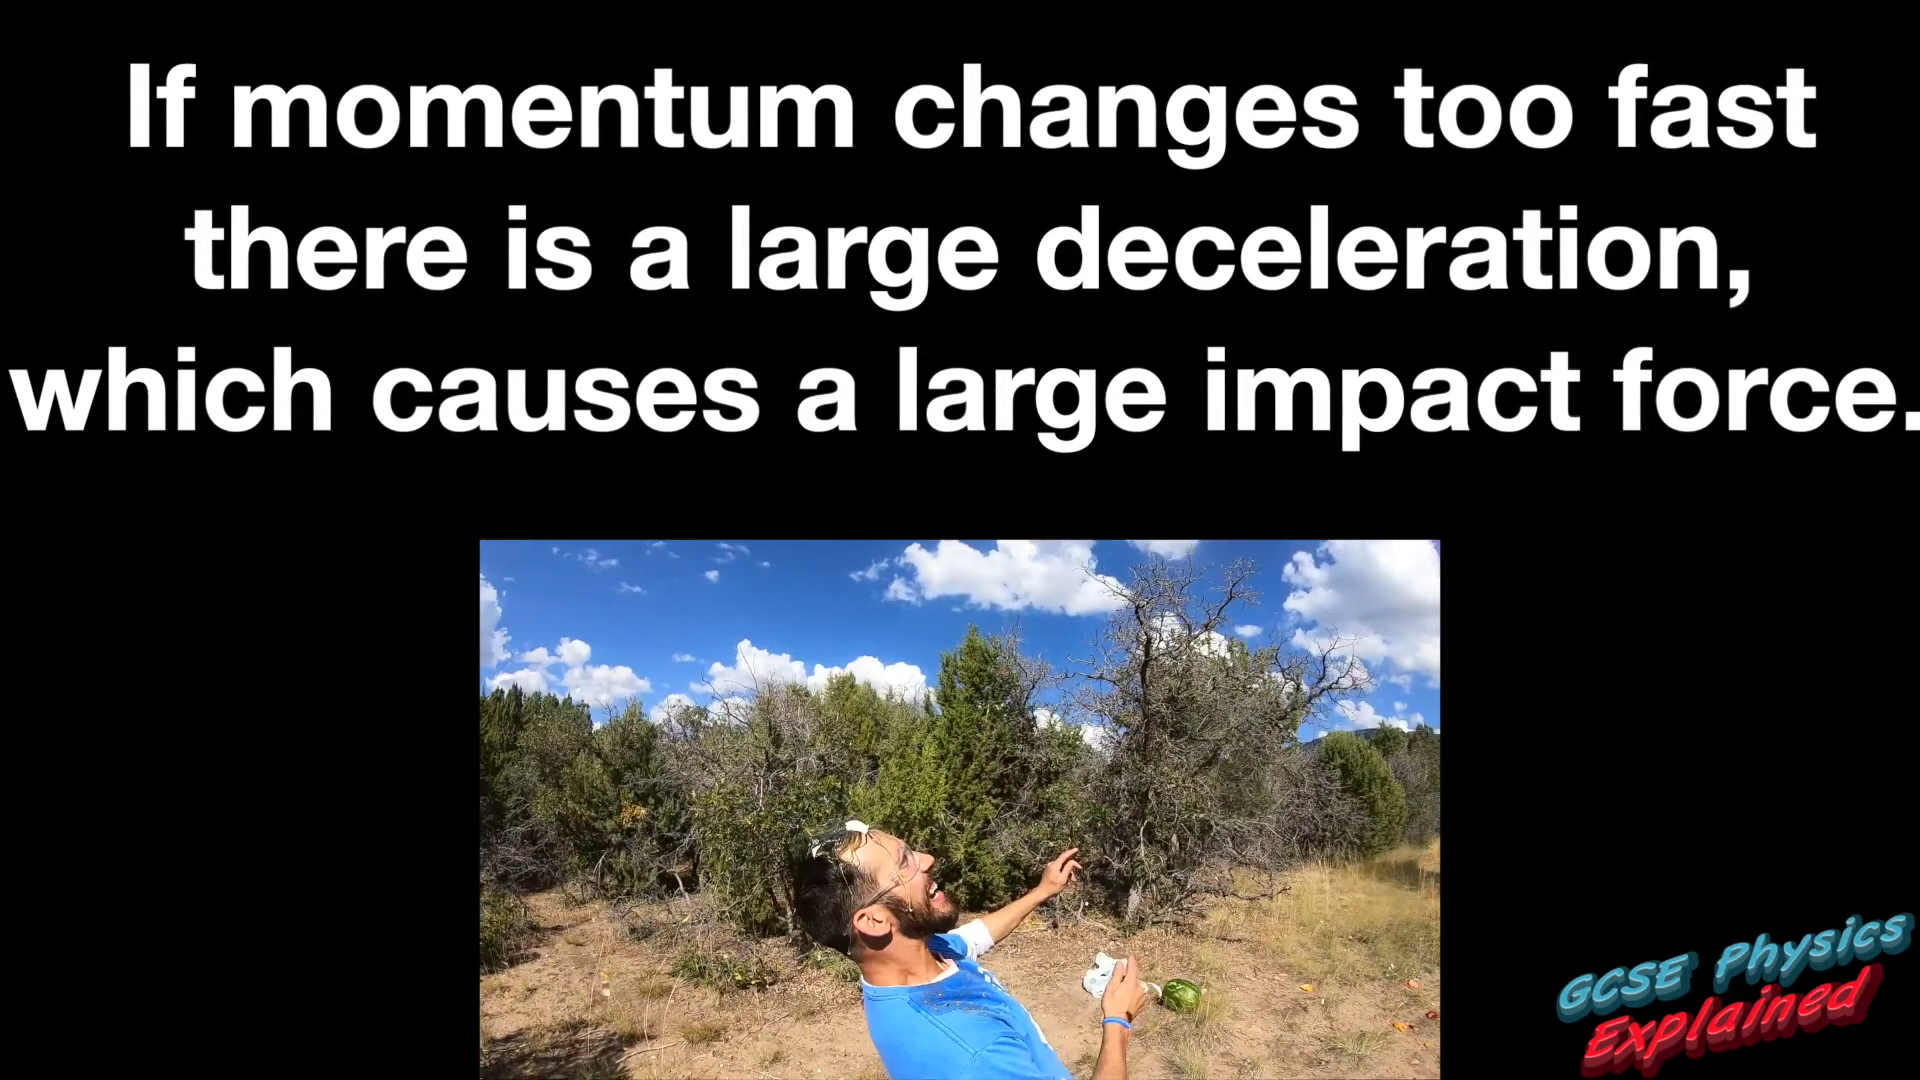 If momentum changes too fast
there is a large deceleration,
which causes a large impact force.
GCSE Physics
Explained